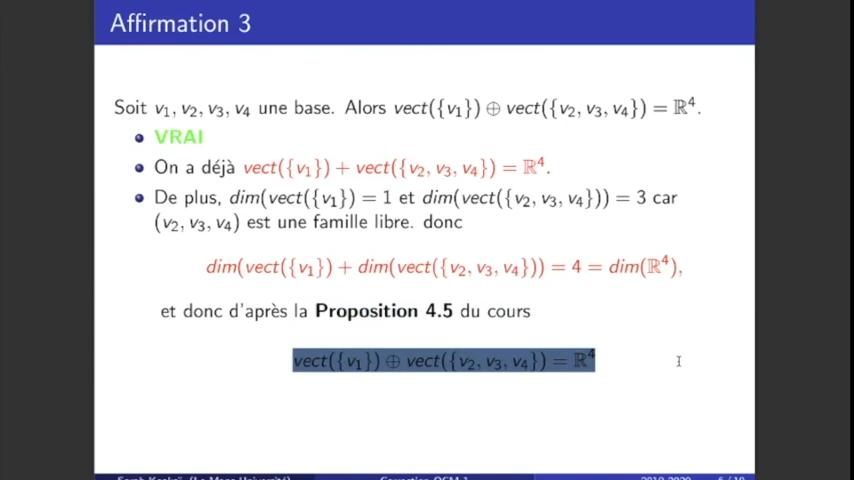 Affirmation 3
Soit v₁, v₂, v₃, v₄ une base. Alors vect({v₁}) ⊕ vect({v₂, v₃, v₄}) = ℝ⁴.
VRAI
On a déjà vect({v₁}) + vect({v₂, v₃, v₄}) = ℝ⁴.
De plus, dim(vect({v₁}) = 1 et dim(vect({v₂, v₃, v₄})) = 3 car
(v₂, v₃, v₄) est une famille libre. donc
dim(vect({v₁}) + dim(vect({v₂, v₃, v₄})) = 4 = dim(ℝ⁴),
et donc d'après la Proposition 4.5 du cours
vect({v₁}) ⊕ vect({v₂, v₃, v₄}) = ℝ⁴